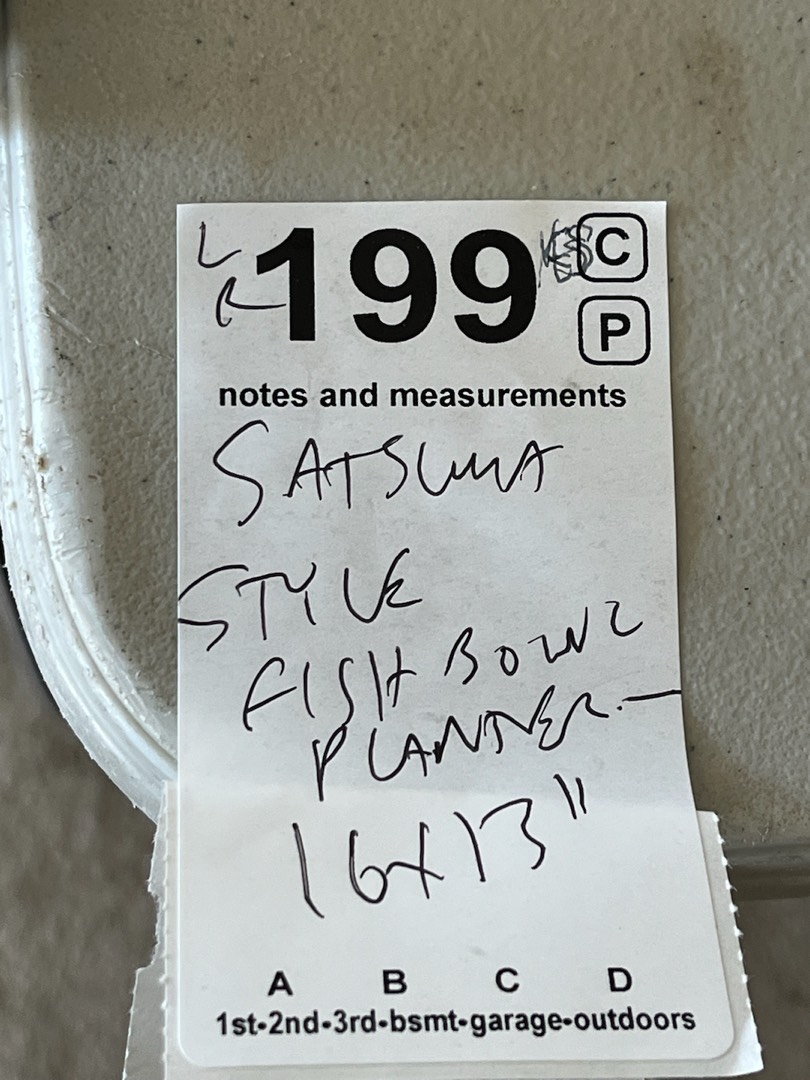 L
R
199
C
P
notes and measurements
SATSUMA
STYLE
FISH BOWL
PLANTER.—
16x13"
A B C D
1st-2nd-3rd-bsmt-garage-outdoors